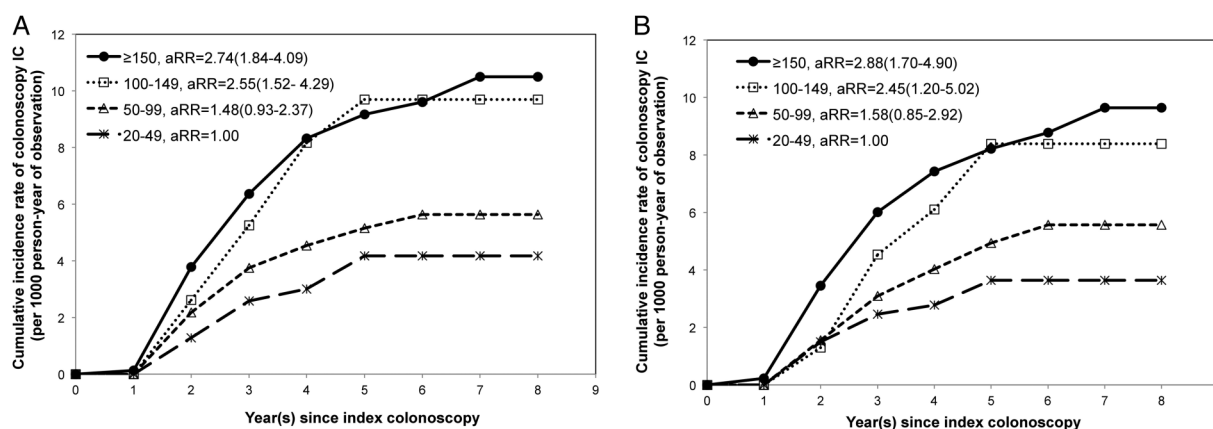 A
Cumulative incidence rate of colonoscopy IC
(per 1000 person-year of observation)
12
10
8
6
4
2
0
≥150, aRR=2.74(1.84-4.09)
100-149, aRR=2.55(1.52- 4.29)
50-99, aRR=1.48(0.93-2.37)
20-49, aRR=1.00
0 1 2 3 4 5 6 7 8 9
Year(s) since index colonoscopy
B
Cumulative incidence rate of colonoscopy IC
(per 1000 person-year of observation)
12
10
8
6
4
2
0
≥150, aRR=2.88(1.70-4.90)
100-149, aRR=2.45(1.20-5.02)
50-99, aRR=1.58(0.85-2.92)
20-49, aRR=1.00
0 1 2 3 4 5 6 7 8
Year(s) since index colonoscopy